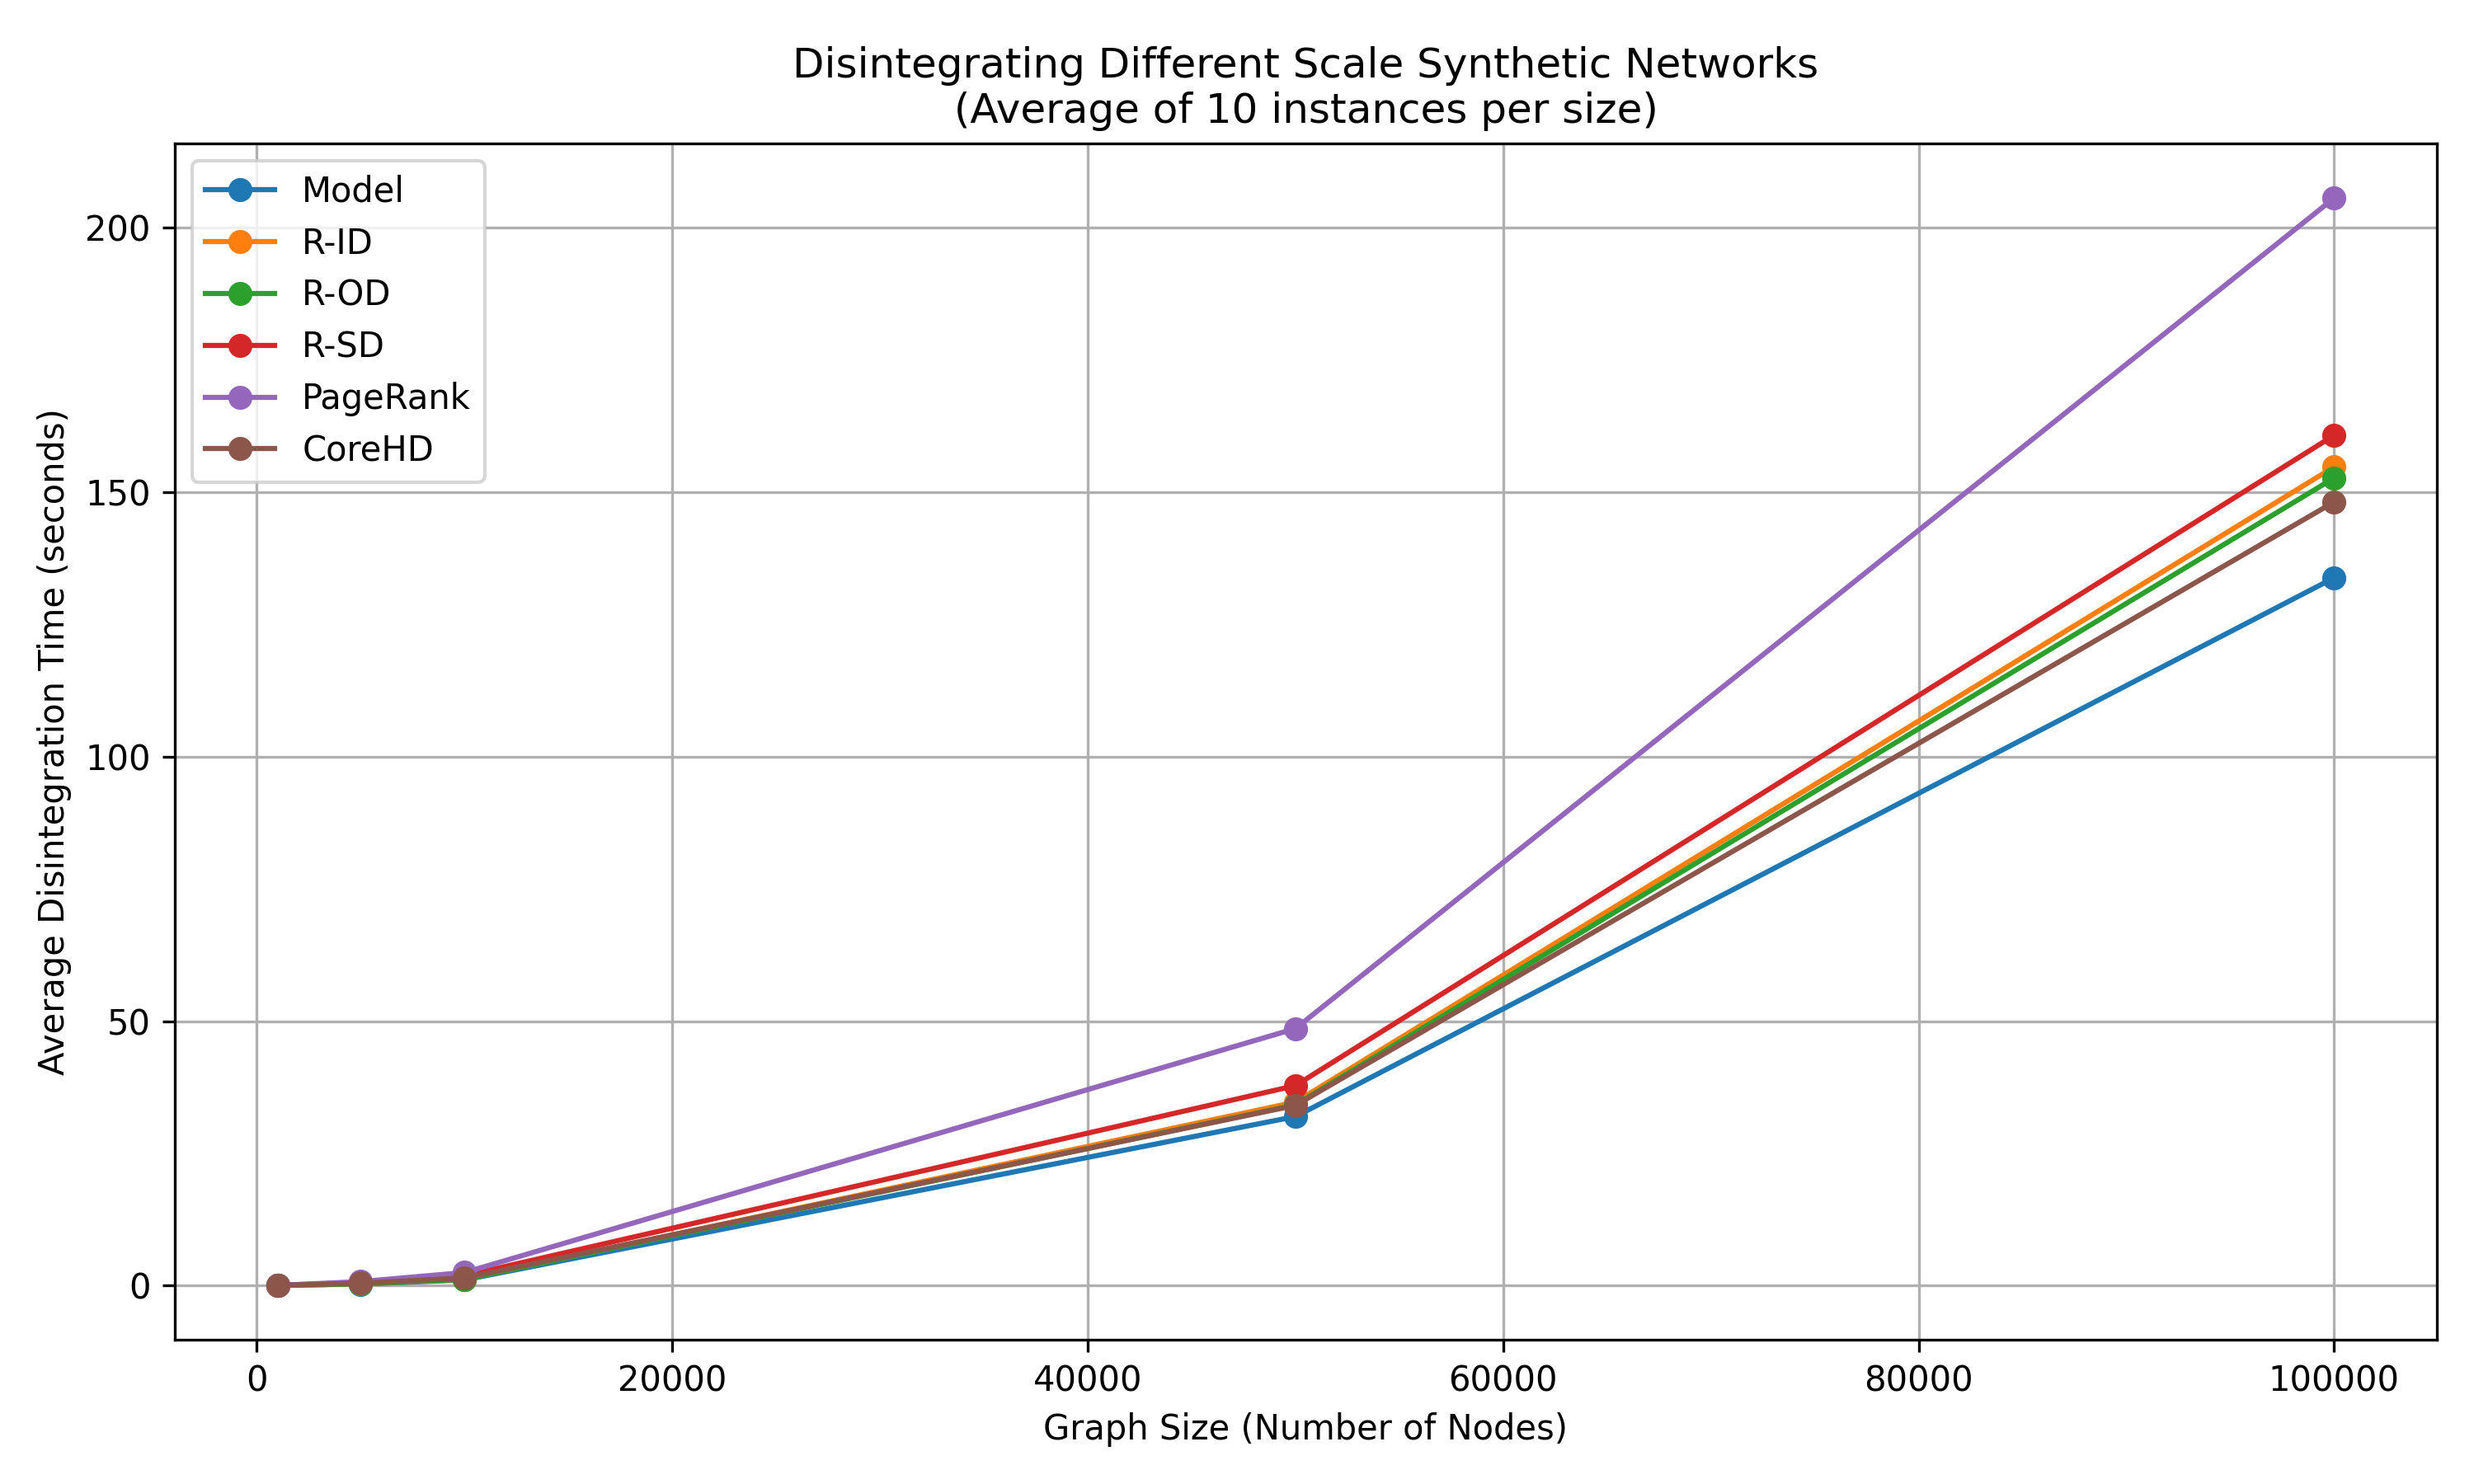 Disintegrating Different Scale Synthetic Networks
(Average of 10 instances per size)
Model
R-ID
R-OD
R-SD
PageRank
CoreHD
Average Disintegration Time (seconds)
200
150
100
50
0
0 20000 40000 60000 80000 100000
Graph Size (Number of Nodes)